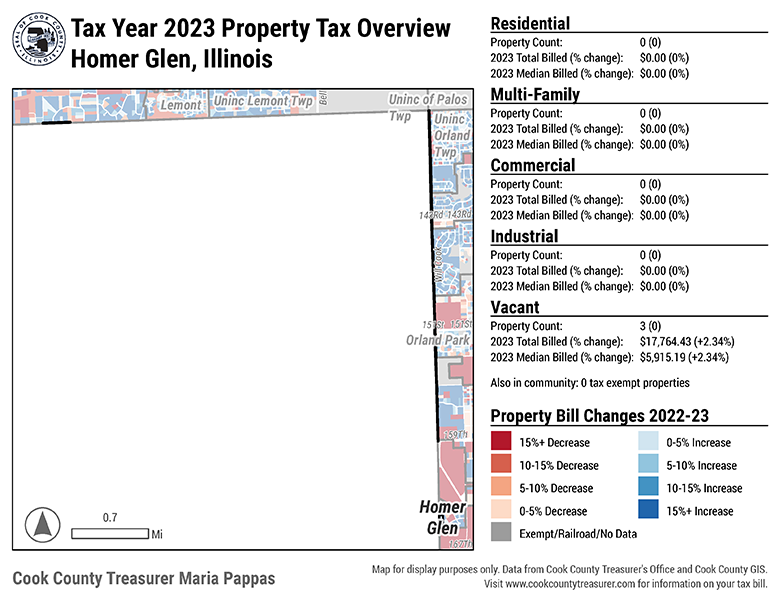 SEAL OF COOK COUNTY
ILLINOIS
Tax Year 2023 Property Tax Overview
Homer Glen, Illinois
Lemont
Uninc Lemont Twp
Bell
Uninc of Palos
Twp
Uninc
Orland
Twp
143Rd
Will Cook
151St 151St
Orland Park
159Th
Homer
Glen
167Th
0.7
Mi
Residential
Property Count: 0 (0)
2023 Total Billed (% change): $0.00 (0%)
2023 Median Billed (% change): $0.00 (0%)
Multi-Family
Property Count: 0 (0)
2023 Total Billed (% change): $0.00 (0%)
2023 Median Billed (% change): $0.00 (0%)
Commercial
Property Count: 0 (0)
2023 Total Billed (% change): $0.00 (0%)
2023 Median Billed (% change): $0.00 (0%)
Industrial
Property Count: 0 (0)
2023 Total Billed (% change): $0.00 (0%)
2023 Median Billed (% change): $0.00 (0%)
Vacant
Property Count: 3 (0)
2023 Total Billed (% change): $17,764.43 (+2.34%)
2023 Median Billed (% change): $5,915.19 (+2.34%)
Also in community: 0 tax exempt properties
Property Bill Changes 2022-23
15%+ Decrease
10-15% Decrease
5-10% Decrease
0-5% Decrease
Exempt/Railroad/No Data
0-5% Increase
5-10% Increase
10-15% Increase
15%+ Increase
Cook County Treasurer Maria Pappas
Map for display purposes only. Data from Cook County Treasurer's Office and Cook County GIS.
Visit www.cookcountytreasurer.com for information on your tax bill.